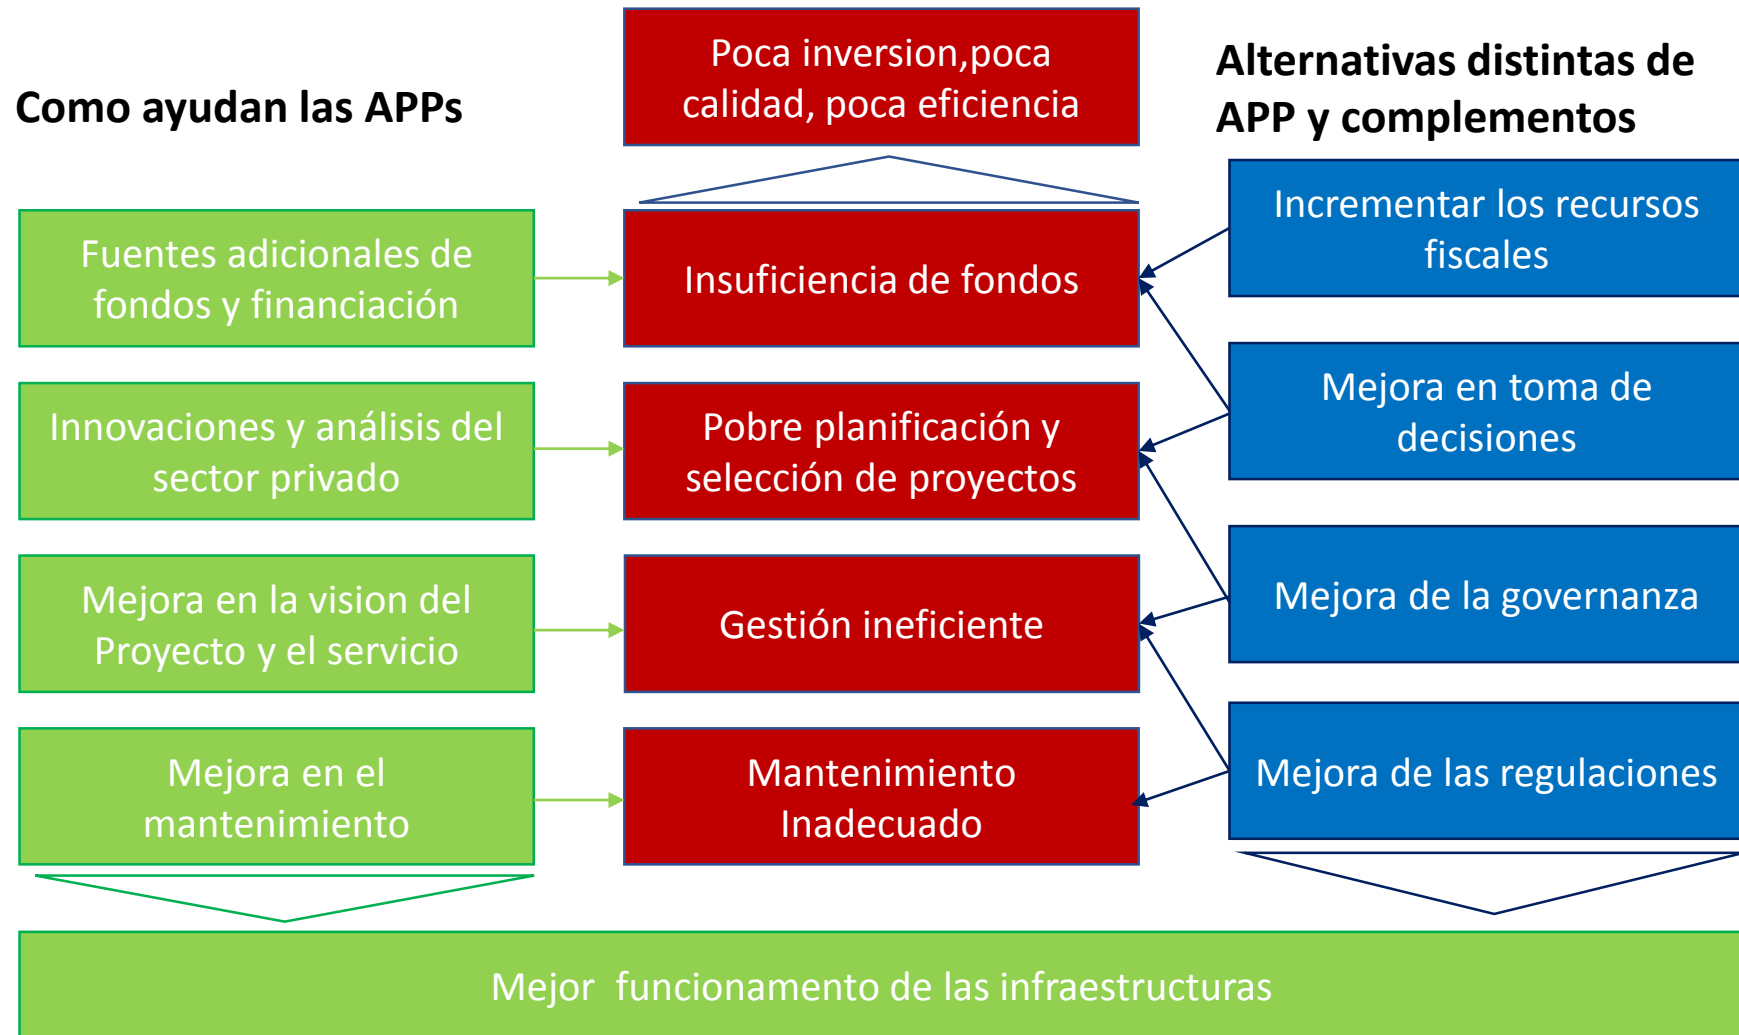 Como ayudan las APPs
Poca inversion,poca
calidad, poca eficiencia
Alternativas distintas de
APP y complementos
Fuentes adicionales de
fondos y financiación
Insuficiencia de fondos
Incrementar los recursos
fiscales
Innovaciones y análisis del
sector privado
Pobre planificación y
selección de proyectos
Mejora en toma de
decisiones
Mejora en la vision del
Proyecto y el servicio
Gestión ineficiente
Mejora de la governanza
Mejora en el
mantenimiento
Mantenimiento
Inadecuado
Mejora de las regulaciones
Mejor  funcionamento de las infraestructuras